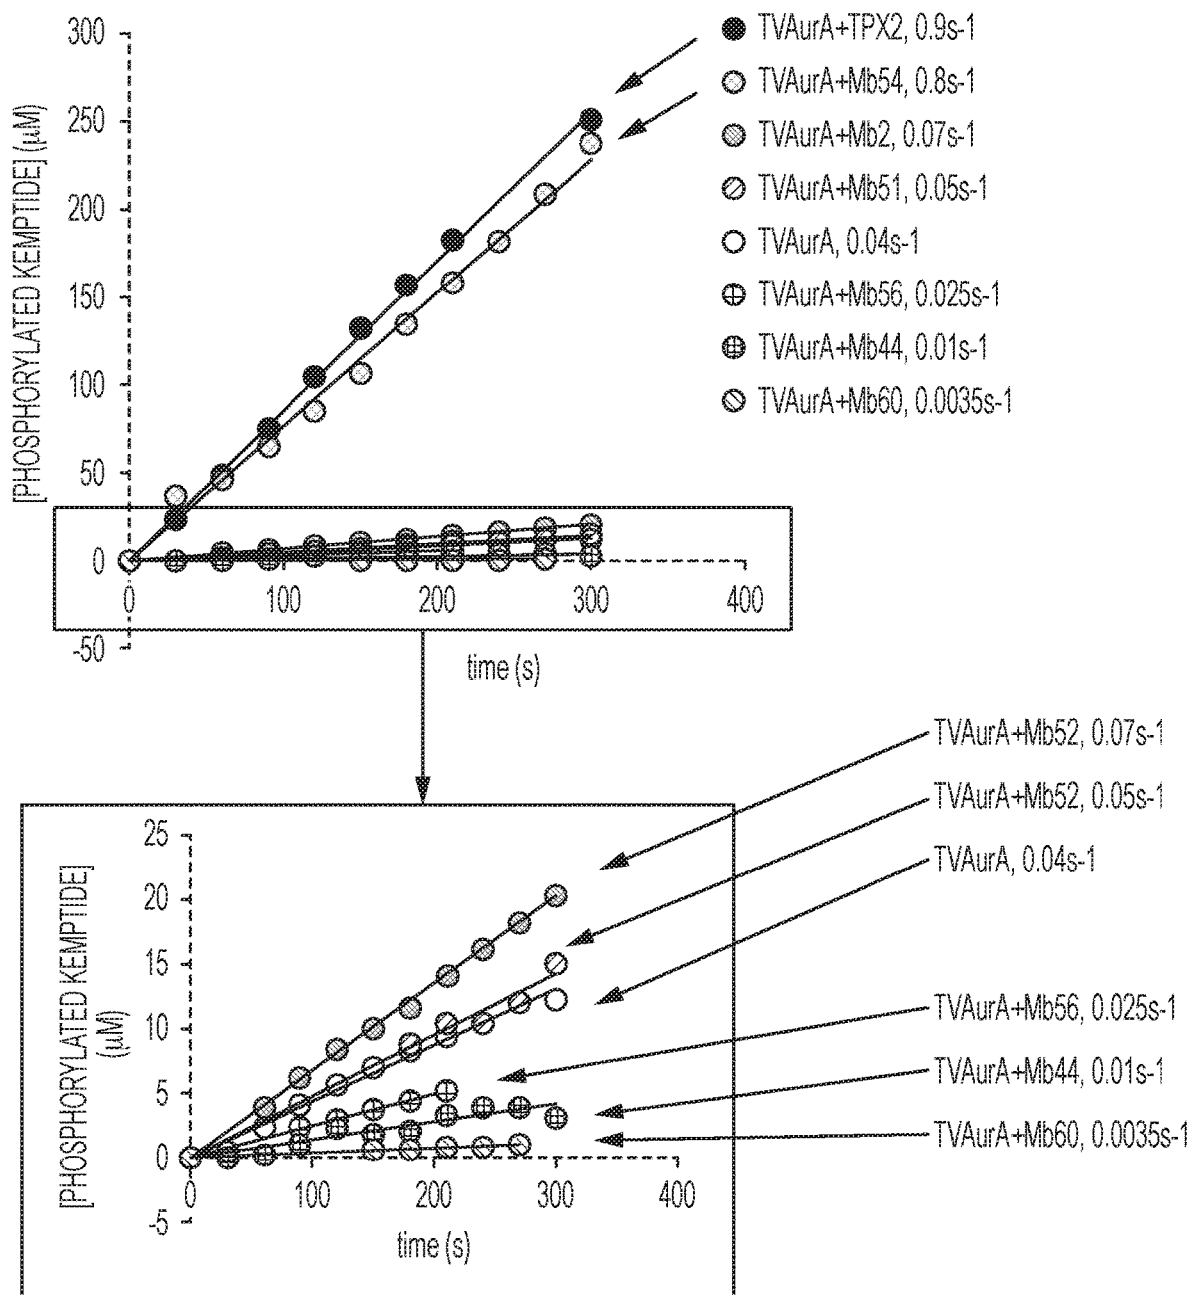 [PHOSPHORYLATED KEMPTIDE] (µM)
300
250
200
150
100
50
0
-50
0
100
200
300
400
time (s)
TVAurA+TPX2, 0.9s-1
TVAurA+Mb54, 0.8s-1
TVAurA+Mb2, 0.07s-1
TVAurA+Mb51, 0.05s-1
TVAurA, 0.04s-1
TVAurA+Mb56, 0.025s-1
TVAurA+Mb44, 0.01s-1
TVAurA+Mb60, 0.0035s-1
[PHOSPHORYLATED KEMPTIDE]
(µM)
25
20
15
10
5
0
-5
0
100
200
300
400
time (s)
TVAurA+Mb52, 0.07s-1
TVAurA+Mb52, 0.05s-1
TVAurA, 0.04s-1
TVAurA+Mb56, 0.025s-1
TVAurA+Mb44, 0.01s-1
TVAurA+Mb60, 0.0035s-1